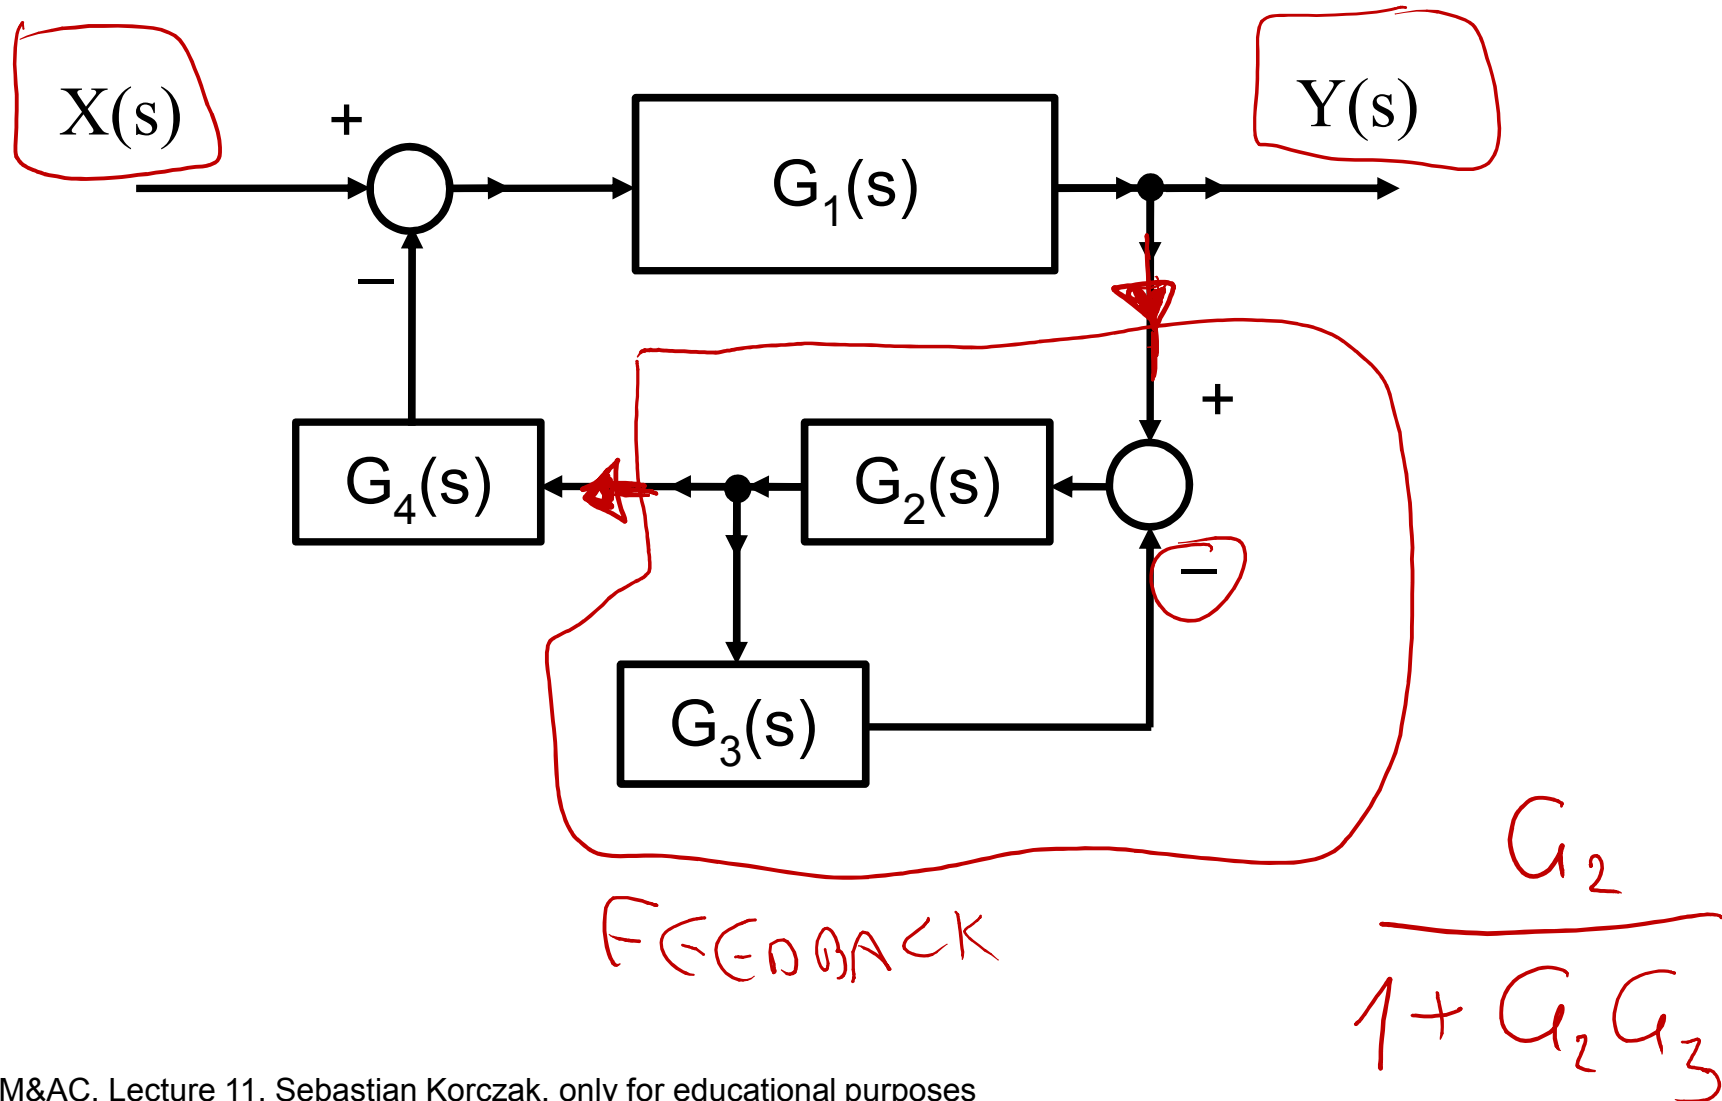 X(s)
+
G₁(s)
Y(s)
–
+
G₄(s)
G₂(s)
–
G₃(s)
FEEDBACK
G₂
1+G₂G₃
M&AC, Lecture 11, Sebastian Korczak, only for educational purposes